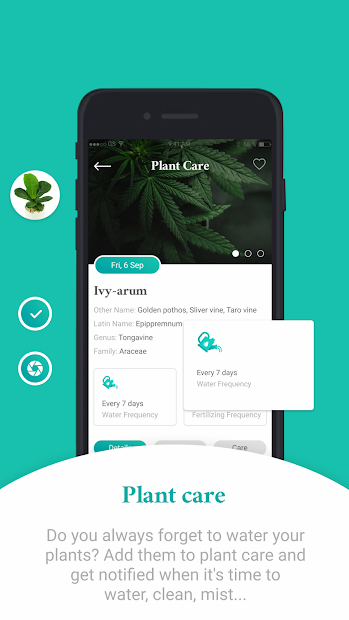 Plant Care
Fri, 6 Sep
Ivy-arum
Other Name: Golden pothos, Sliver vine, Taro vine
Latin Name: Epippremnum
Genus: Tongavine
Family: Araceae
Every 7 days
Water Frequency
Every 7 days
Water Frequency
Fertilizing Frequency
Care
Plant care
Do you always forget to water your
plants? Add them to plant care and
get notified when it's time to
water, clean, mist...